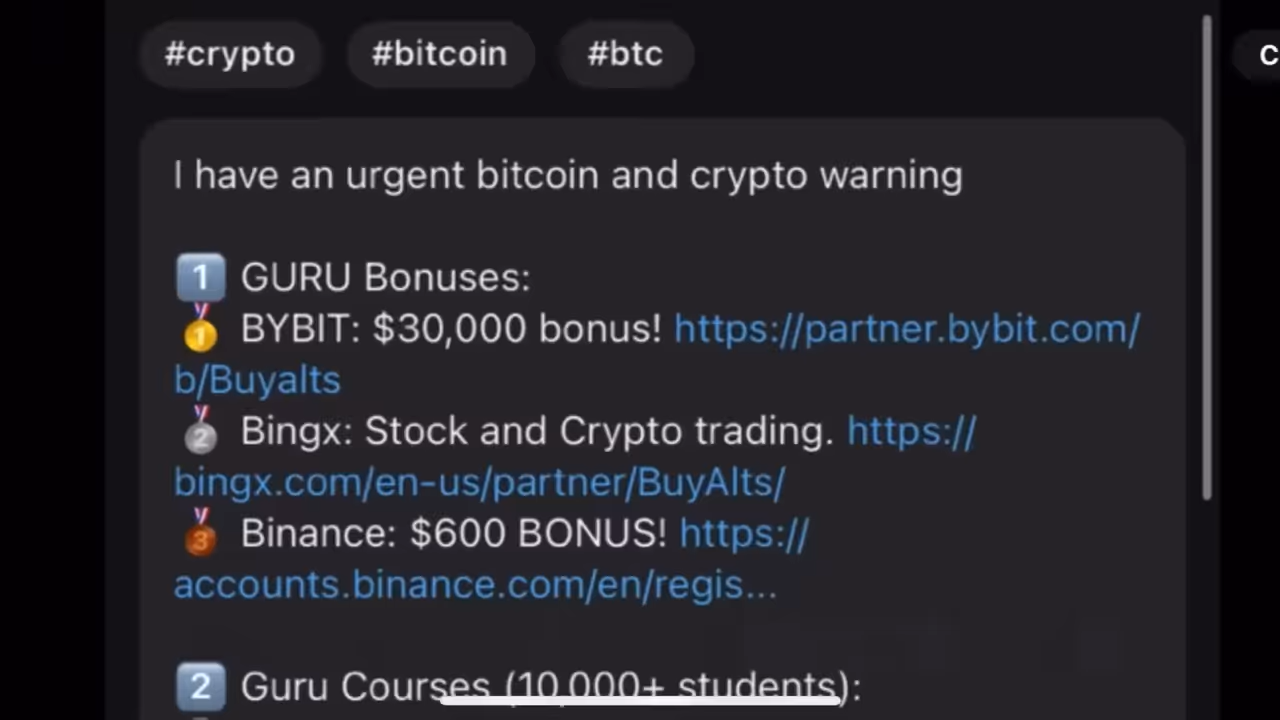 #crypto #bitcoin #btc C
I have an urgent bitcoin and crypto warning
1 GURU Bonuses:
🥇 BYBIT: $30,000 bonus! https://partner.bybit.com/
b/Buyalts
🥈 Bingx: Stock and Crypto trading. https://
bingx.com/en-us/partner/BuyAlts/
🥉 Binance: $600 BONUS! https://
accounts.binance.com/en/regis...
2 Guru Courses (10,000+ students):